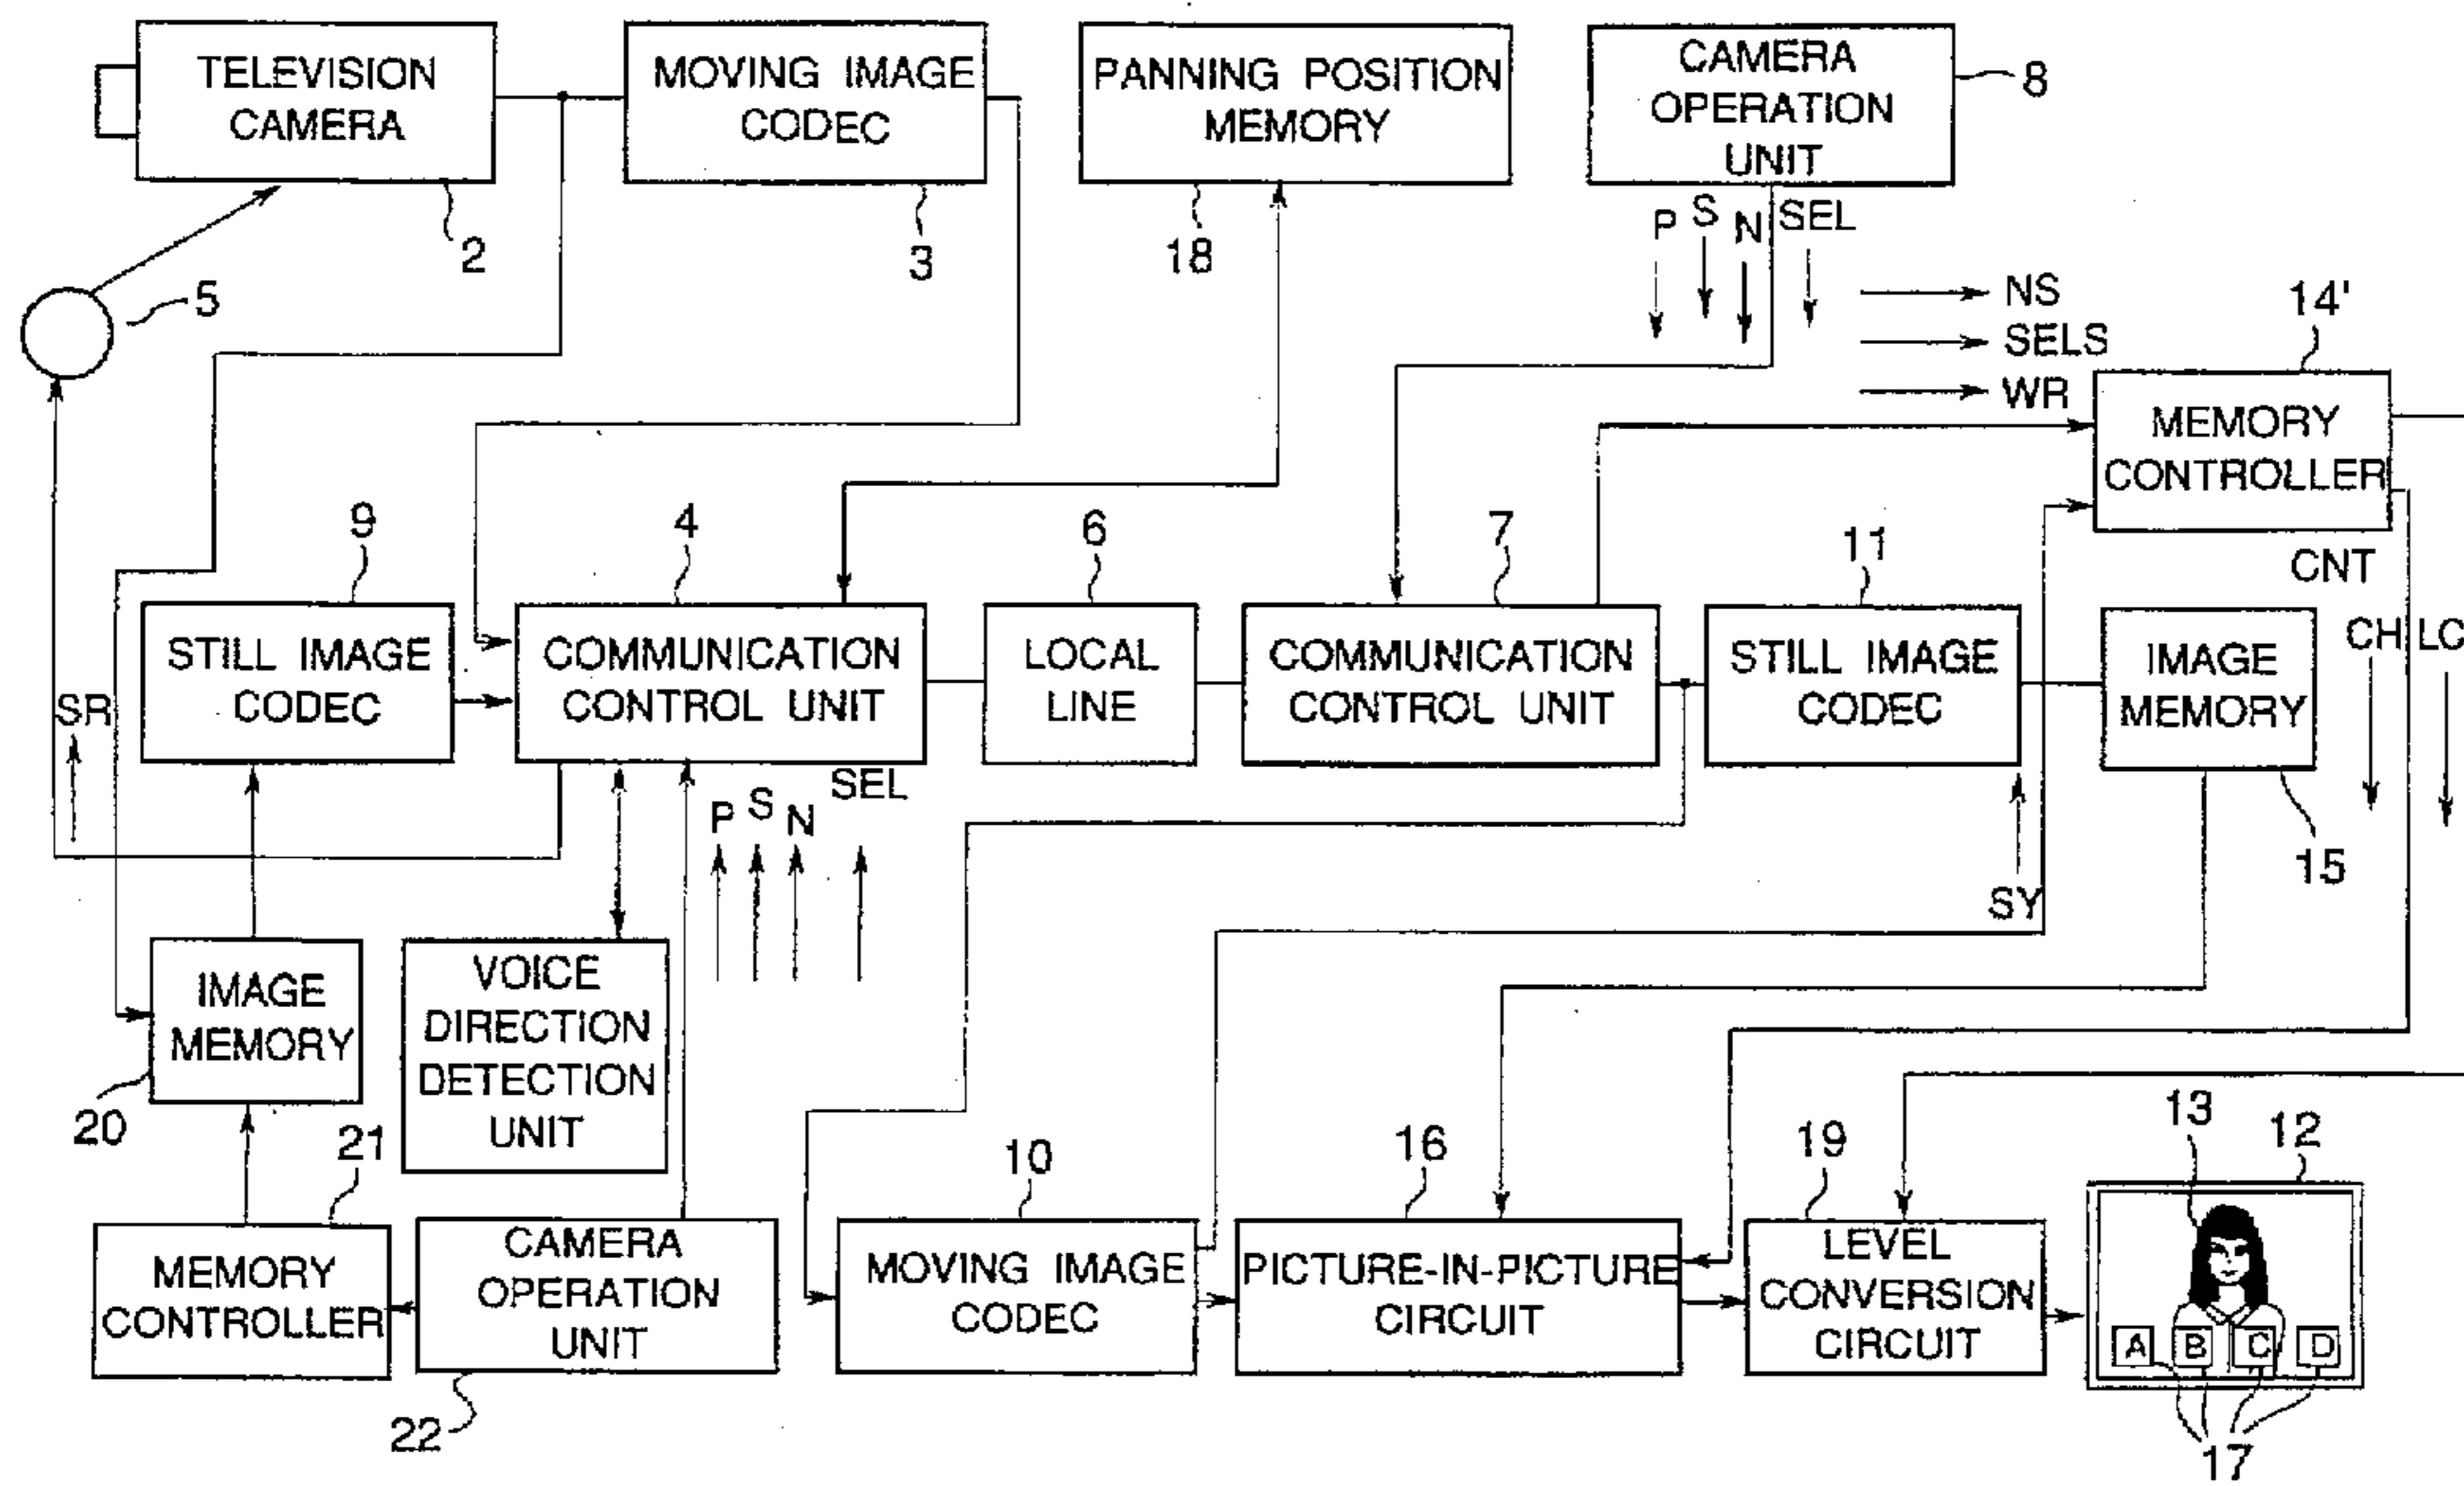 TELEVISION
CAMERA
2
MOVING IMAGE
CODEC
3
PANNING POSITION
MEMORY
18
CAMERA
OPERATION
UNIT
8
P
S
N
SEL
5
NS
SELS
WR
14'
MEMORY
CONTROLLER
CNT
CH
LC
9
STILL IMAGE
CODEC
SR
4
COMMUNICATION
CONTROL UNIT
6
LOCAL
LINE
7
COMMUNICATION
CONTROL UNIT
11
STILL IMAGE
CODEC
IMAGE
MEMORY
15
SY
P
S
N
SEL
IMAGE
MEMORY
20
VOICE
DIRECTION
DETECTION
UNIT
21
MEMORY
CONTROLLER
CAMERA
OPERATION
UNIT
22
10
MOVING IMAGE
CODEC
16
PICTURE-IN-PICTURE
CIRCUIT
19
LEVEL
CONVERSION
CIRCUIT
13
12
A
B
C
D
17